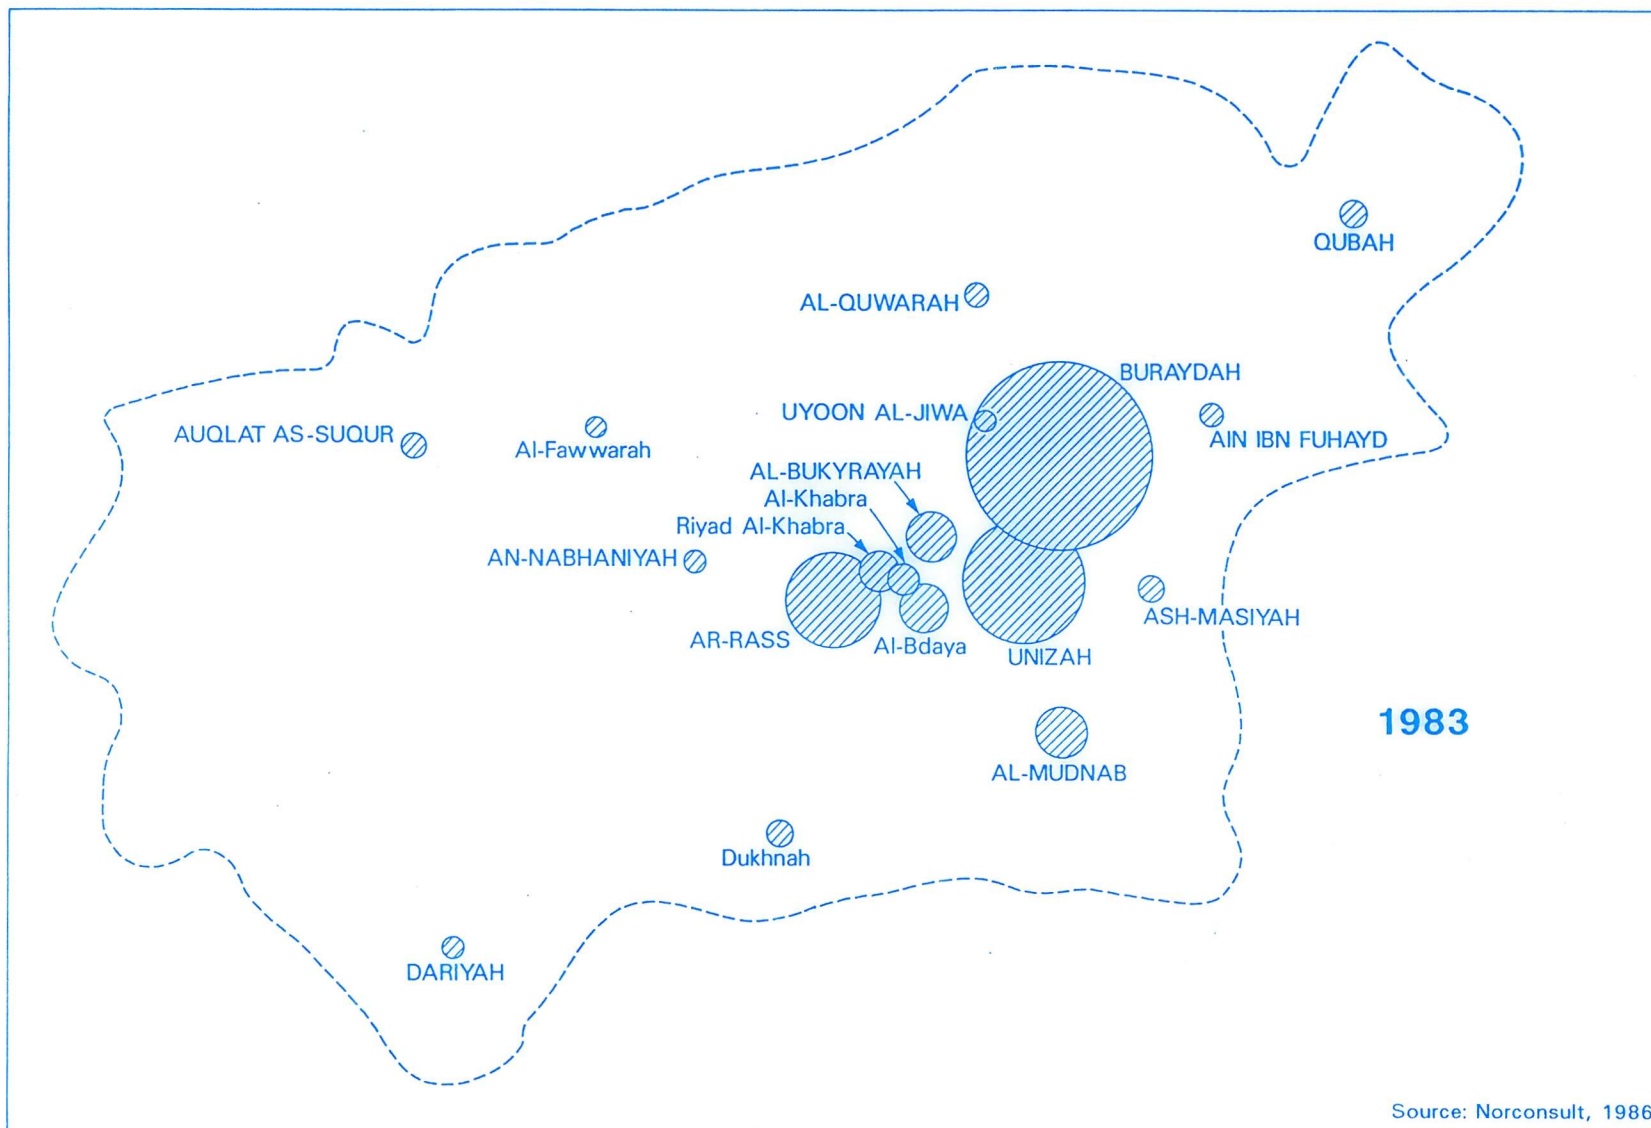 QUBAH
AL-QUWARAH
BURAYDAH
UYOON AL-JIWA
AUQLAT AS-SUQUR
Al-Fawwarah
AIN IBN FUHAYD
AL-BUKYRAYAH
Al-Khabra
Riyad Al-Khabra
AN-NABHANIYAH
ASH-MASIYAH
AR-RASS
Al-Bdaya
UNIZAH
1983
AL-MUDNAB
Dukhnah
DARIYAH
Source: Norconsult, 1986